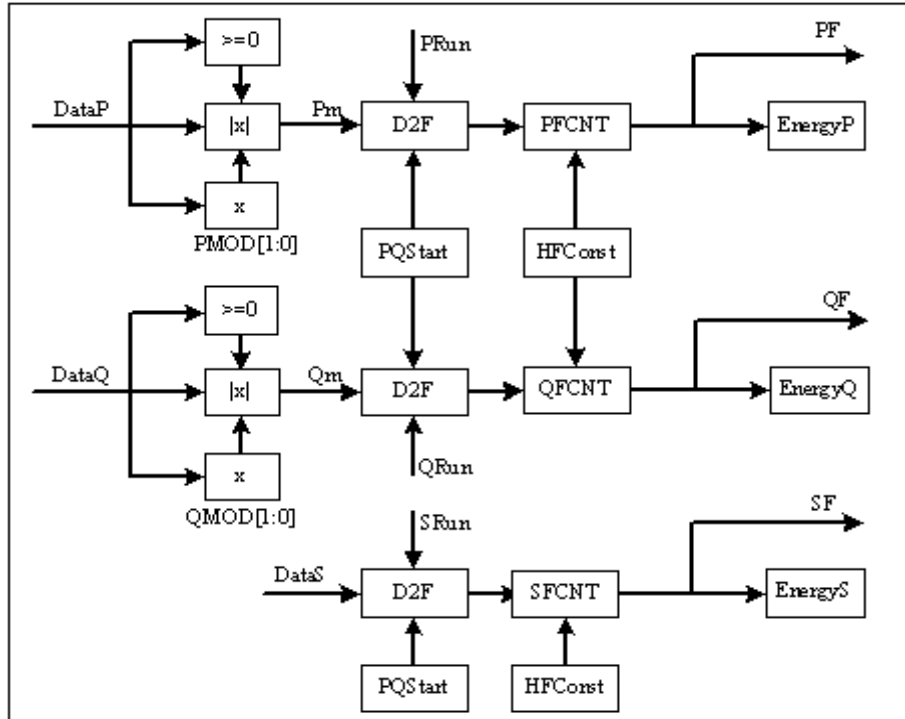 >=0
PRun
PF
DataP
|x|
Pm
D2F
PFCNT
EnergyP
x
PMOD[1:0]
PQStart
HFConst
>=0
QF
DataQ
|x|
Qm
D2F
QFCNT
EnergyQ
x
QRun
QMOD[1:0]
SRun
SF
DataS
D2F
SFCNT
EnergyS
PQStart
HFConst